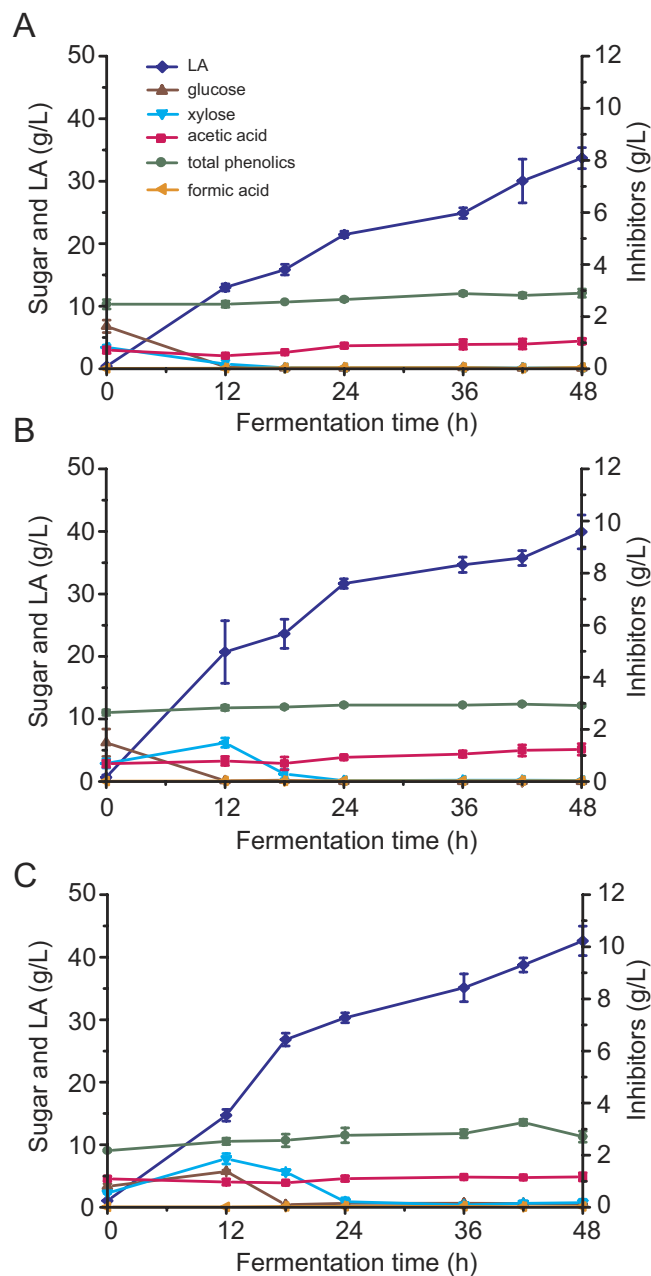 A
50
40
30
20
10
0
Sugar and LA (g/L)
LA
glucose
xylose
acetic acid
total phenolics
formic acid
12
10
8
6
4
2
0
Inhibitors (g/L)
0 12 24 36 48
Fermentation time (h)
B
50
40
30
20
10
0
Sugar and LA (g/L)
12
10
8
6
4
2
0
Inhibitors (g/L)
0 12 24 36 48
Fermentation time (h)
C
50
40
30
20
10
0
Sugar and LA (g/L)
12
10
8
6
4
2
0
Inhibitors (g/L)
0 12 24 36 48
Fermentation time (h)